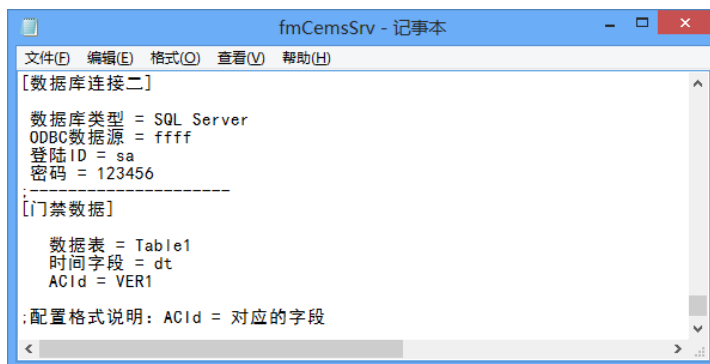 fmCemsSrv - 记事本
文件(F) 编辑(E) 格式(O) 查看(V) 帮助(H)
[数据库连接二]
数据库类型 = SQL Server
ODBC数据源 = ffff
登陆ID = sa
密码 = 123456
;----------------------
[门禁数据]
数据表 = Table1
时间字段 = dt
ACId = VER1
;配置格式说明: ACId = 对应的字段